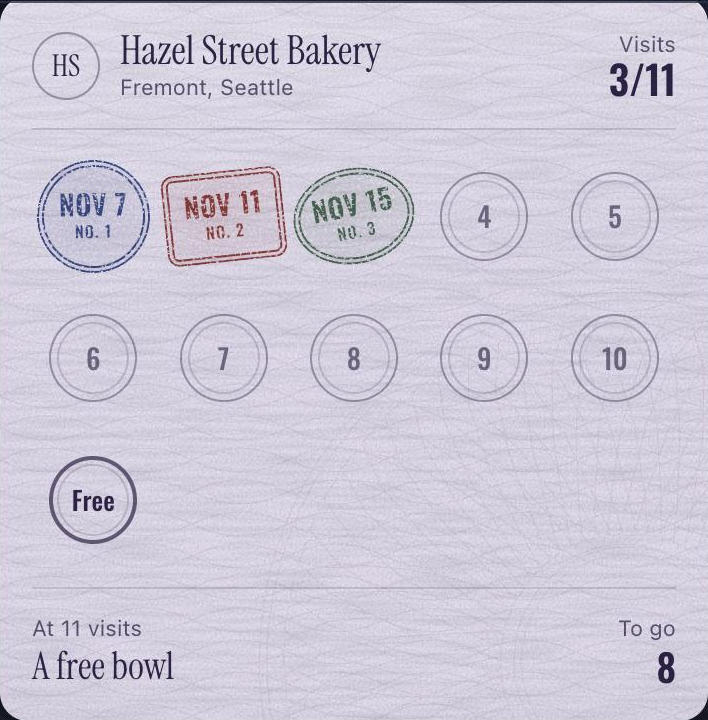 HS
Hazel Street Bakery
Fremont, Seattle
Visits
3/11
NOV 7
NO. 1
NOV 11
NO. 2
NOV 15
NO. 3
4
5
6
7
8
9
10
Free
At 11 visits
A free bowl
To go
8